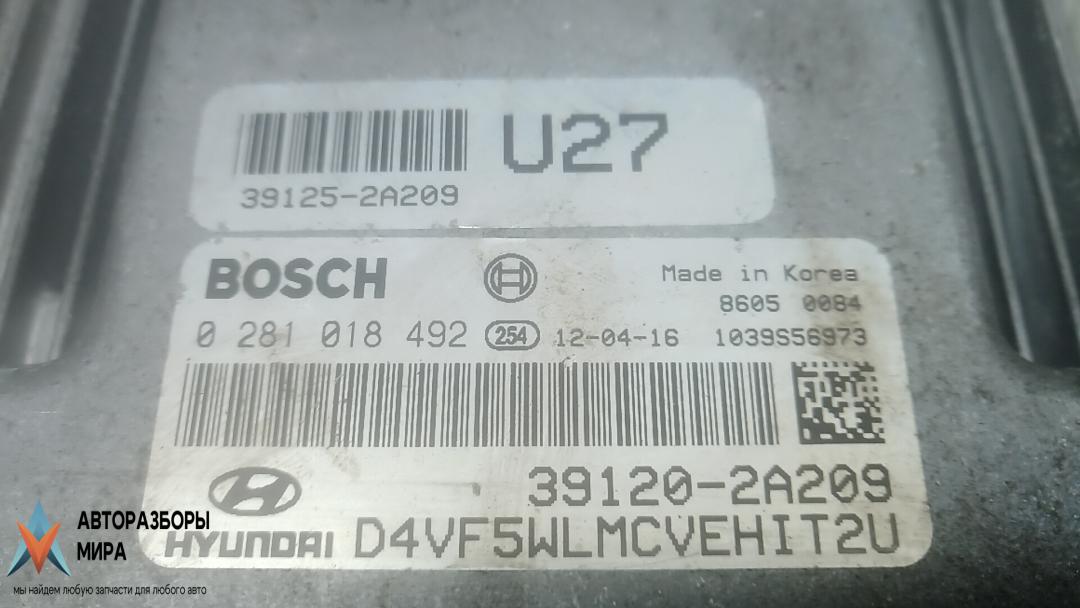 U27
39125-2A209
BOSCH
Made in Korea
8605 0084
0 281 018 492 254 12-04-16 1039S56973
39120-2A209
HYUNDAI D4VF5WLMCVEHIT2U
АВТОРАЗБОРЫ
МИРА
мы найдем любую запчасти для любого авто